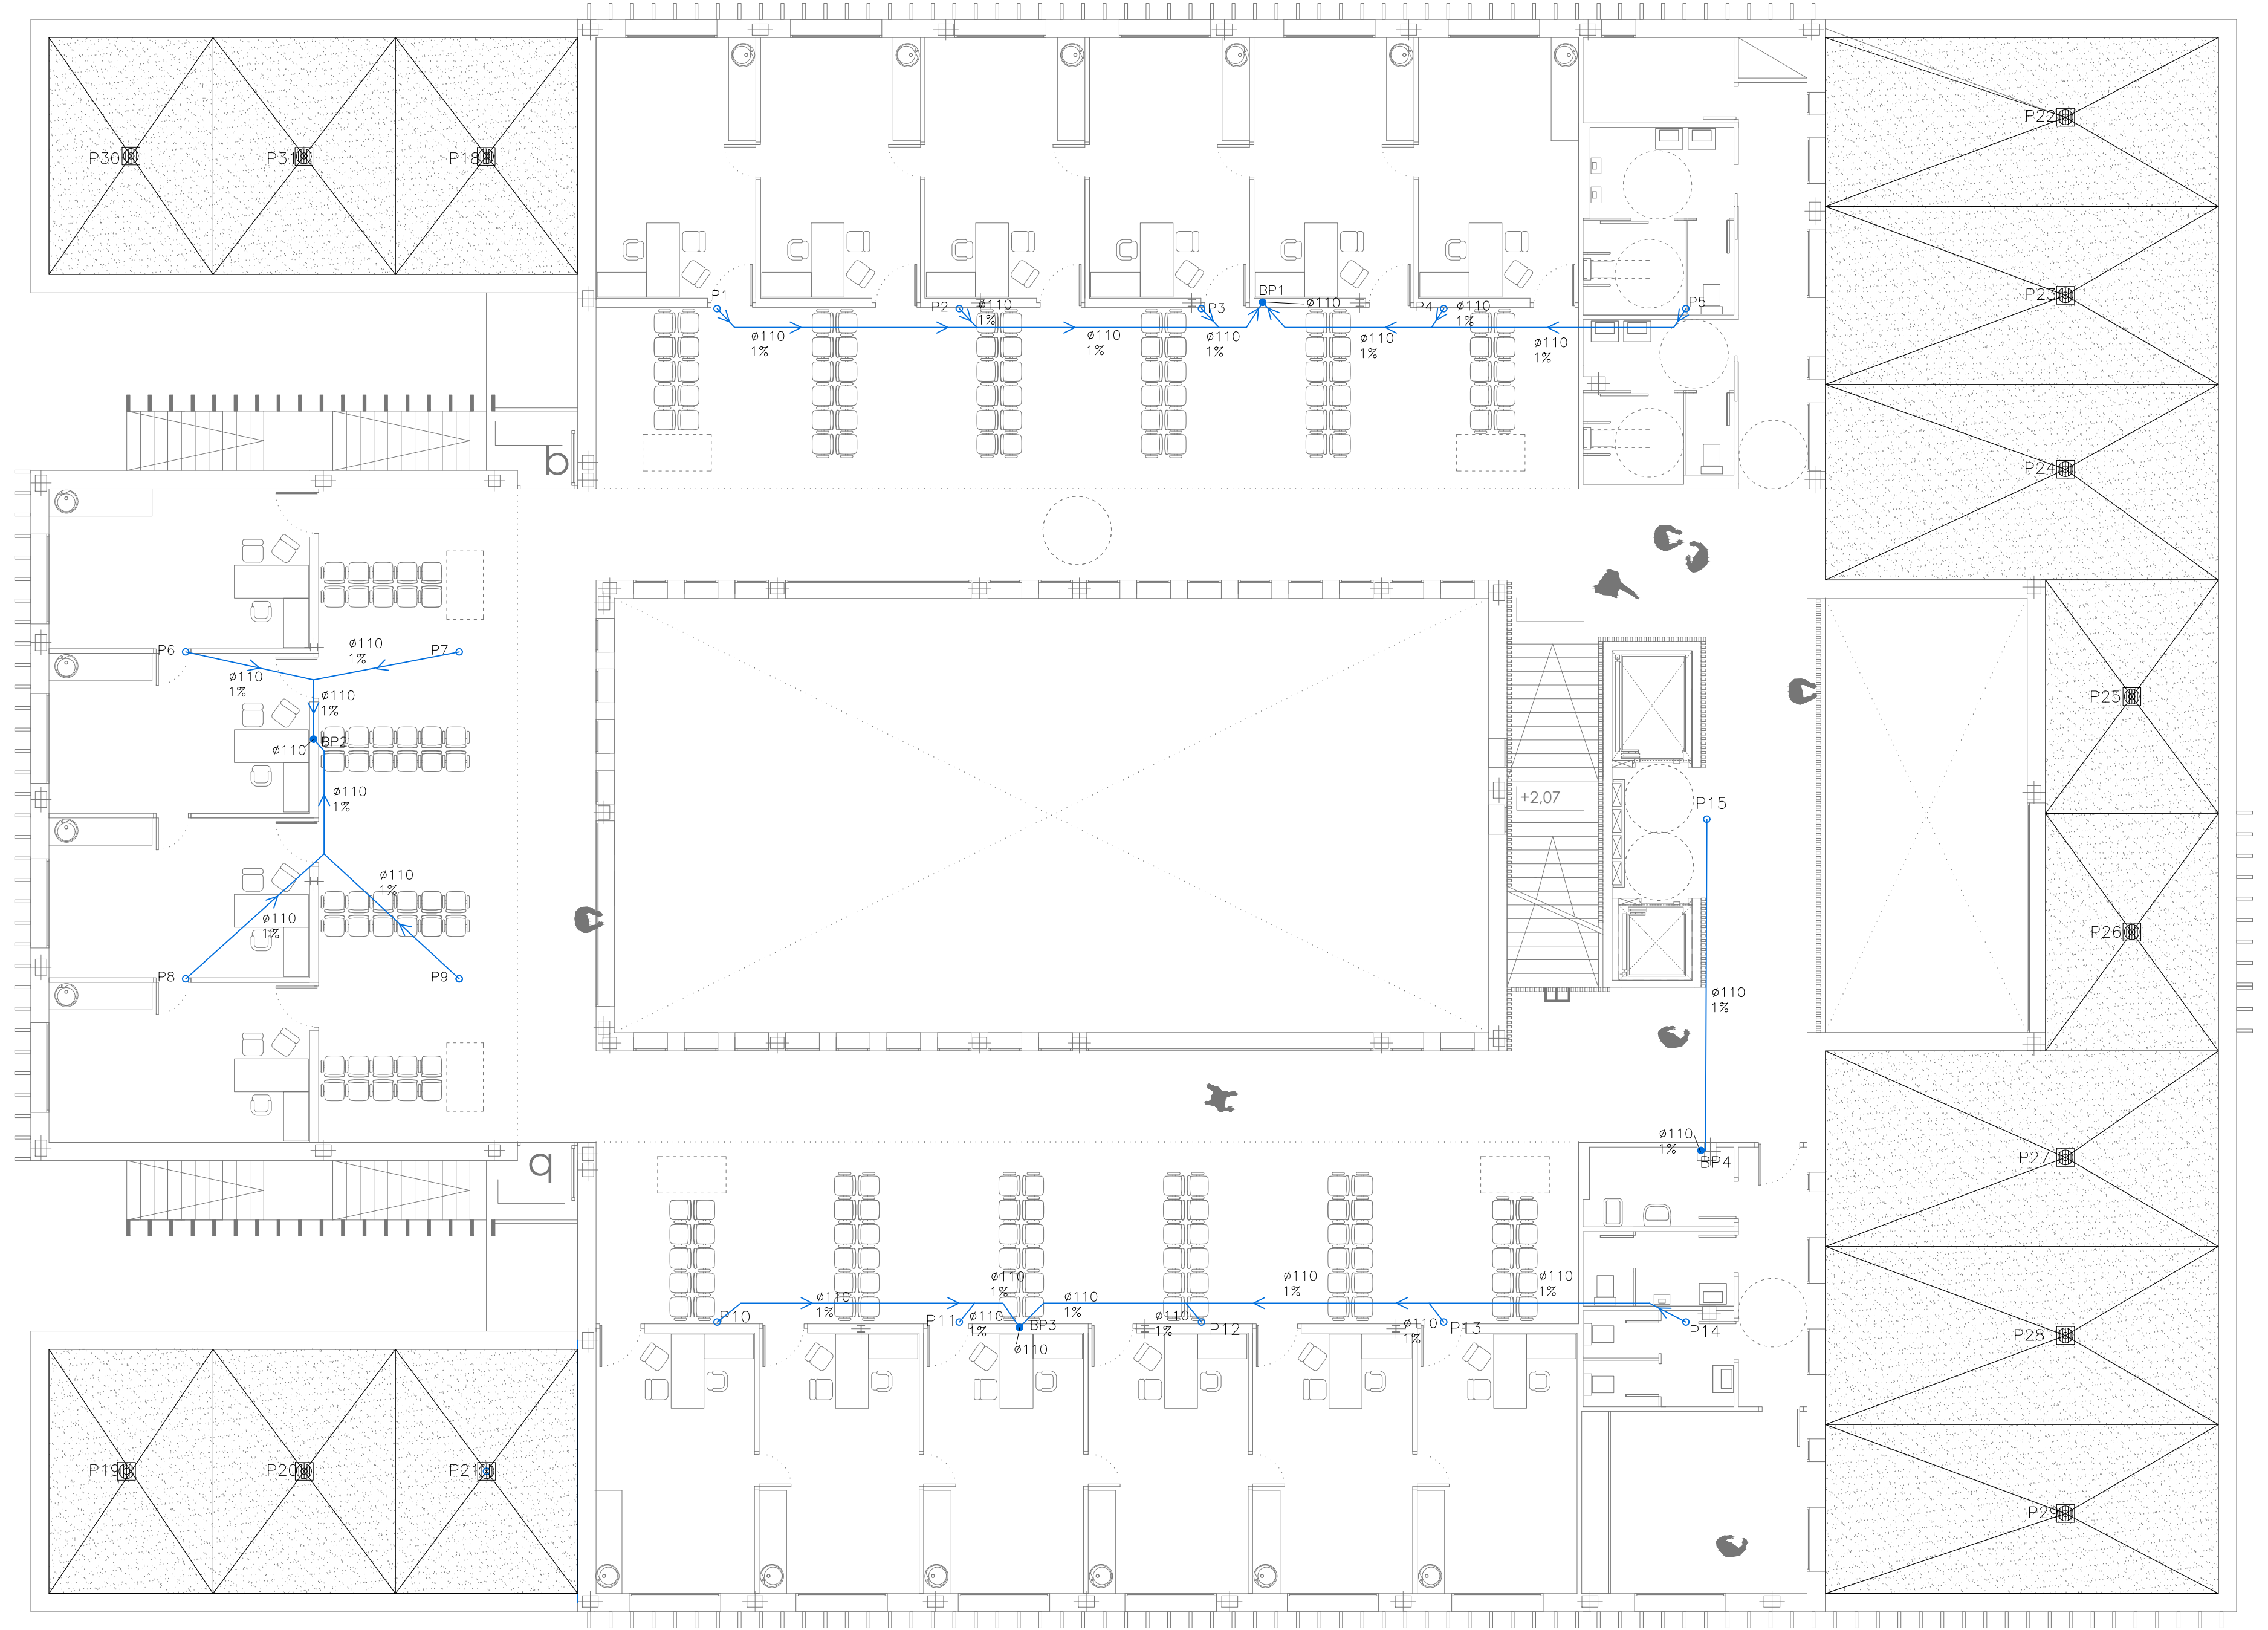 P22
P30
P31
P18
P23
P1
P2
ø110
1%
P3
BP1
ø110
P4
ø110
1%
P5
ø110
1%
ø110
1%
ø110
1%
ø110
1%
ø110
1%
b
P24
P6
ø110
1%
P7
ø110
1%
ø110
1%
P25
BP2
ø110
ø110
1%
+2,07
P15
ø110
1%
ø110
1%
P26
P8
P9
ø110
1%
ø110
1%
BP4
P27
b
ø110
1%
ø110
1%
ø110
1%
ø110
1%
ø110
1%
P10
P11
ø110
1%
BP3
ø110
ø110
1%
P12
ø110
1%
P13
P14
P28
P19
P20
P21
P29